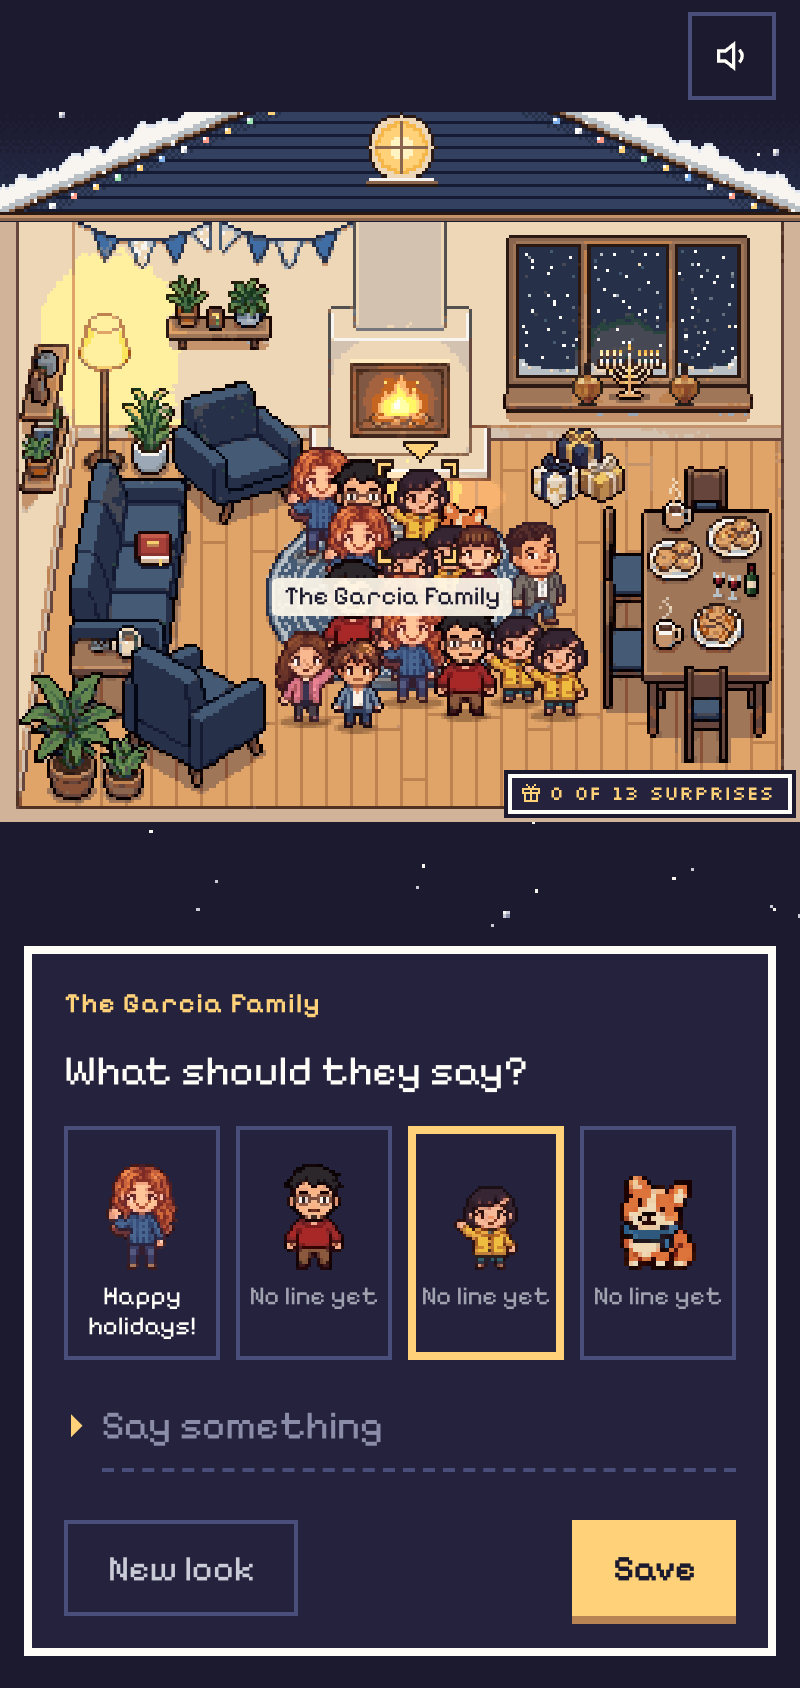 The Garcia Family
0 OF 13 SURPRISES
The Garcia Family
What should they say?
Happy
holidays!
No line yet
No line yet
No line yet
Say something
New look
Save